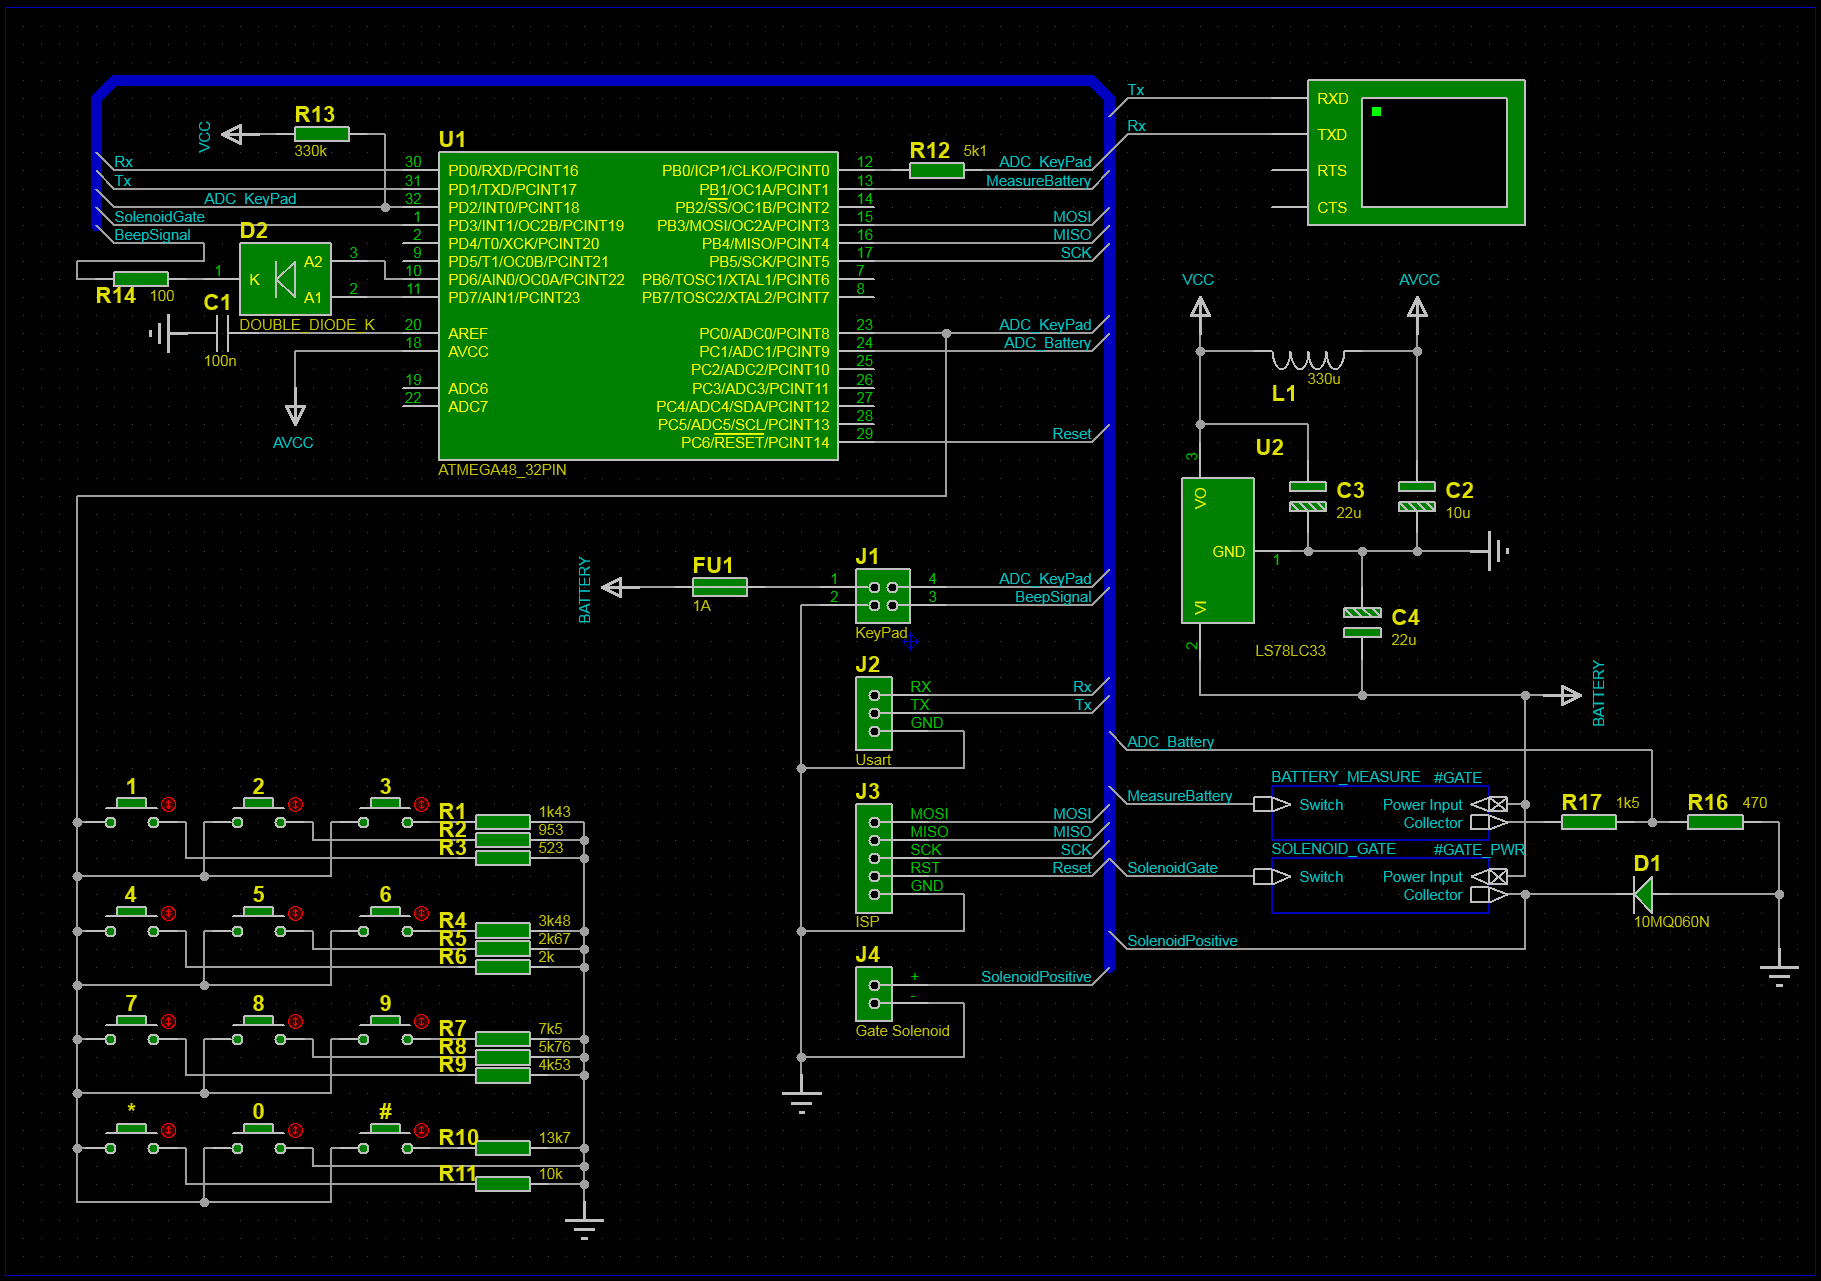 R13
VCC
330k
Rx
Tx
ADC_KeyPad
SolenoidGate
BeepSignal
D2
K
A2
A1
1
3
2
DOUBLE_DIODE_K
R14
100
C1
100n
AVCC
U1
30 PD0/RXD/PCINT16
31 PD1/TXD/PCINT17
32 PD2/INT0/PCINT18
1 PD3/INT1/OC2B/PCINT19
2 PD4/T0/XCK/PCINT20
9 PD5/T1/OC0B/PCINT21
10 PD6/AIN0/OC0A/PCINT22
11 PD7/AIN1/PCINT23
20 AREF
18 AVCC
19 ADC6
22 ADC7
PB0/ICP1/CLKO/PCINT0 12
PB1/OC1A/PCINT1 13
PB2/SS/OC1B/PCINT2 14
PB3/MOSI/OC2A/PCINT3 15
PB4/MISO/PCINT4 16
PB5/SCK/PCINT5 17
PB6/TOSC1/XTAL1/PCINT6 7
PB7/TOSC2/XTAL2/PCINT7 8
PC0/ADC0/PCINT8 23
PC1/ADC1/PCINT9 24
PC2/ADC2/PCINT10 25
PC3/ADC3/PCINT11 26
PC4/ADC4/SDA/PCINT12 27
PC5/ADC5/SCL/PCINT13 28
PC6/RESET/PCINT14 29
ATMEGA48_32PIN
R12
5k1
ADC_KeyPad
MeasureBattery
MOSI
MISO
SCK
ADC_KeyPad
ADC_Battery
Reset
Tx
Rx
RXD
TXD
RTS
CTS
VCC
AVCC
L1
330u
U2
3
VO
GND
1
VI
2
LS78LC33
C3
22u
C2
10u
C4
22u
BATTERY
BATTERY
FU1
1A
J1
1
2
4
3
KeyPad
ADC_KeyPad
BeepSignal
J2
RX
TX
GND
Usart
Rx
Tx
J3
MOSI
MISO
SCK
RST
GND
ISP
MOSI
MISO
SCK
Reset
J4
+
-
Gate Solenoid
SolenoidPositive
ADC_Battery
MeasureBattery
BATTERY_MEASURE #GATE
Switch
Power Input
Collector
R17
1k5
R16
470
SolenoidGate
SOLENOID_GATE #GATE_PWR
Switch
Power Input
Collector
D1
10MQ060N
SolenoidPositive
1 2 3
R1 1k43
R2 953
R3 523
4 5 6
R4 3k48
R5 2k67
R6 2k
7 8 9
R7 7k5
R8 5k76
R9 4k53
* 0 #
R10 13k7
R11 10k